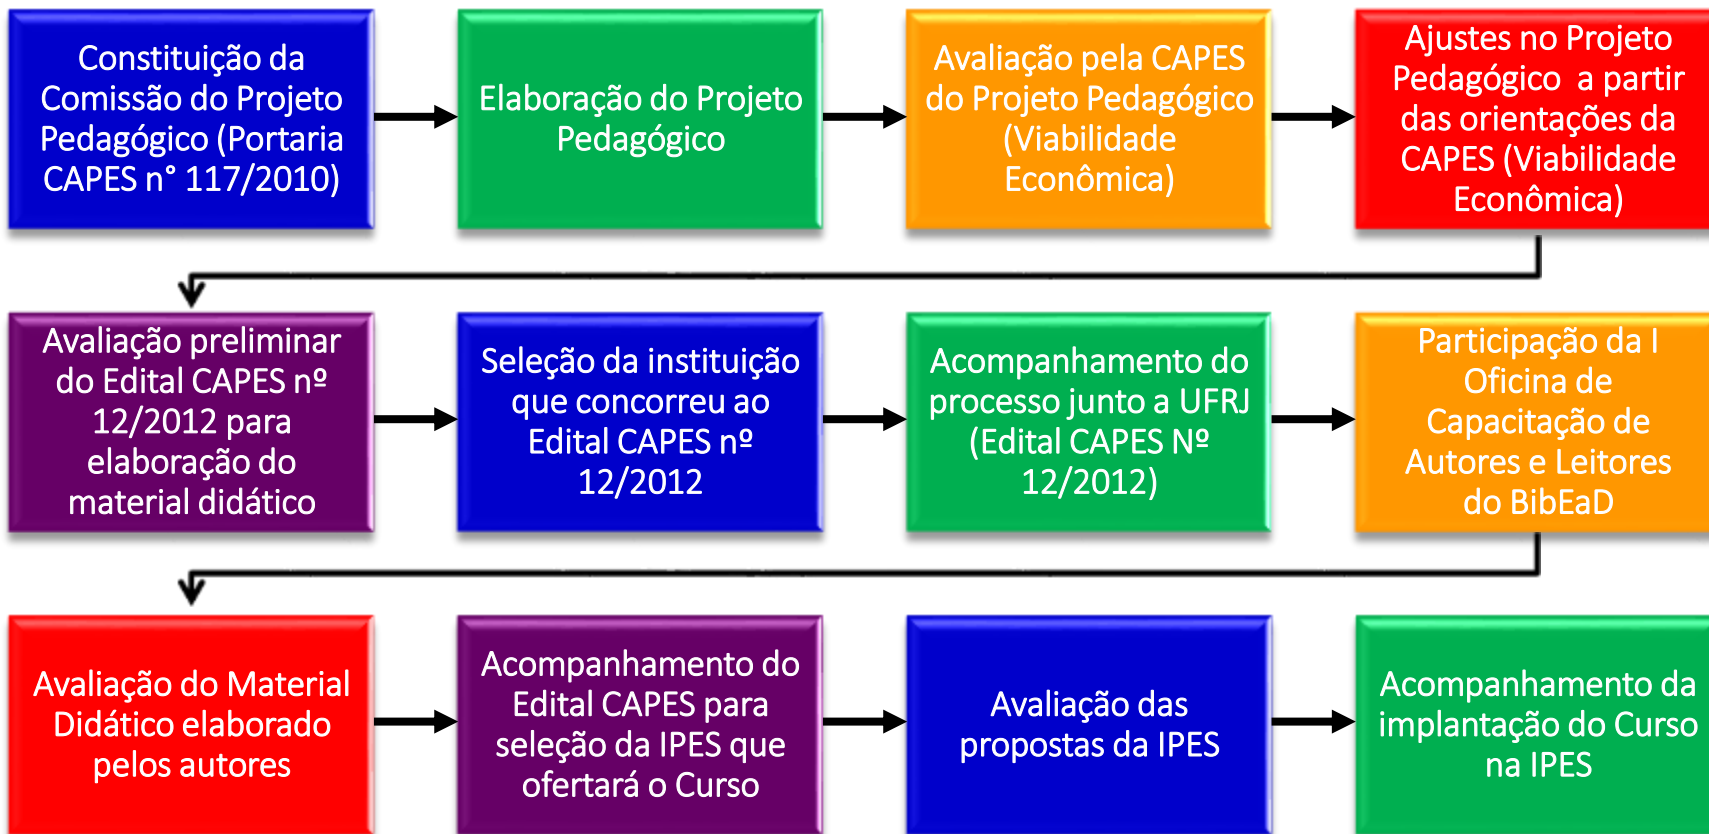 Constituição da
Comissão do Projeto
Pedagógico (Portaria
CAPES n° 117/2010)
Elaboração do Projeto
Pedagógico
Avaliação pela CAPES
do Projeto Pedagógico
(Viabilidade
Econômica)
Ajustes no Projeto
Pedagógico a partir
das orientações da
CAPES (Viabilidade
Econômica)
Avaliação preliminar
do Edital CAPES nº
12/2012 para
elaboração do
material didático
Seleção da instituição
que concorreu ao
Edital CAPES nº
12/2012
Acompanhamento do
processo junto a UFRJ
(Edital CAPES Nº
12/2012)
Participação da I
Oficina de
Capacitação de
Autores e Leitores
do BibEaD
Avaliação do Material
Didático elaborado
pelos autores
Acompanhamento do
Edital CAPES para
seleção da IPES que
ofertará o Curso
Avaliação das
propostas da IPES
Acompanhamento da
implantação do Curso
na IPES